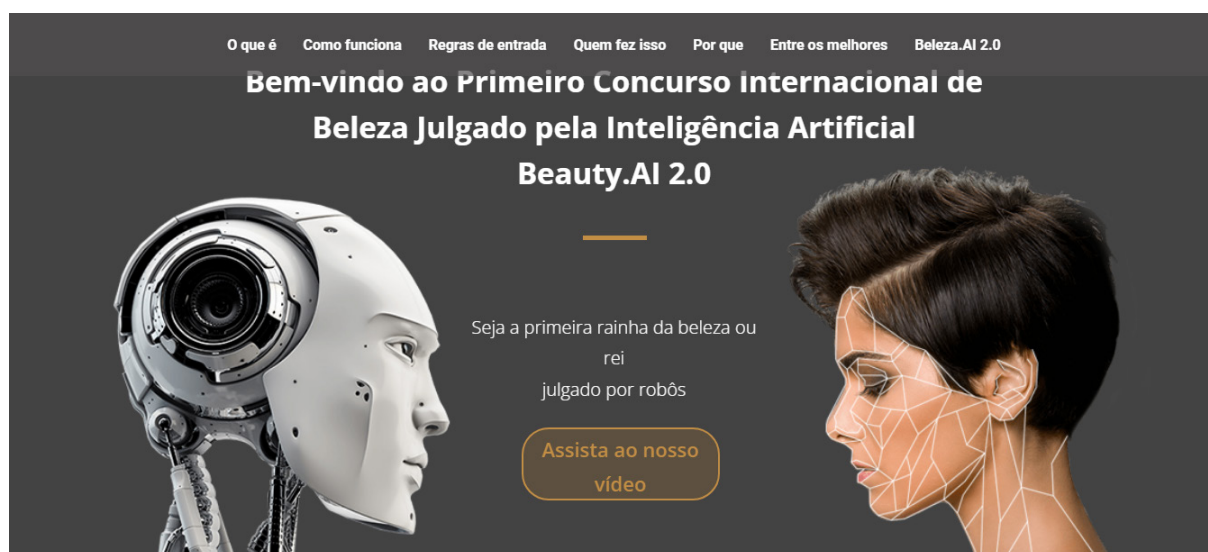 O que é Como funciona Regras de entrada Quem fez isso Por que Entre os melhores Beleza.AI 2.0
Bem-vindo ao Primeiro Concurso Internacional de
Beleza Julgado pela Inteligência Artificial
Beauty.AI 2.0
Seja a primeira rainha da beleza ou
rei
julgado por robôs
Assista ao nosso
vídeo